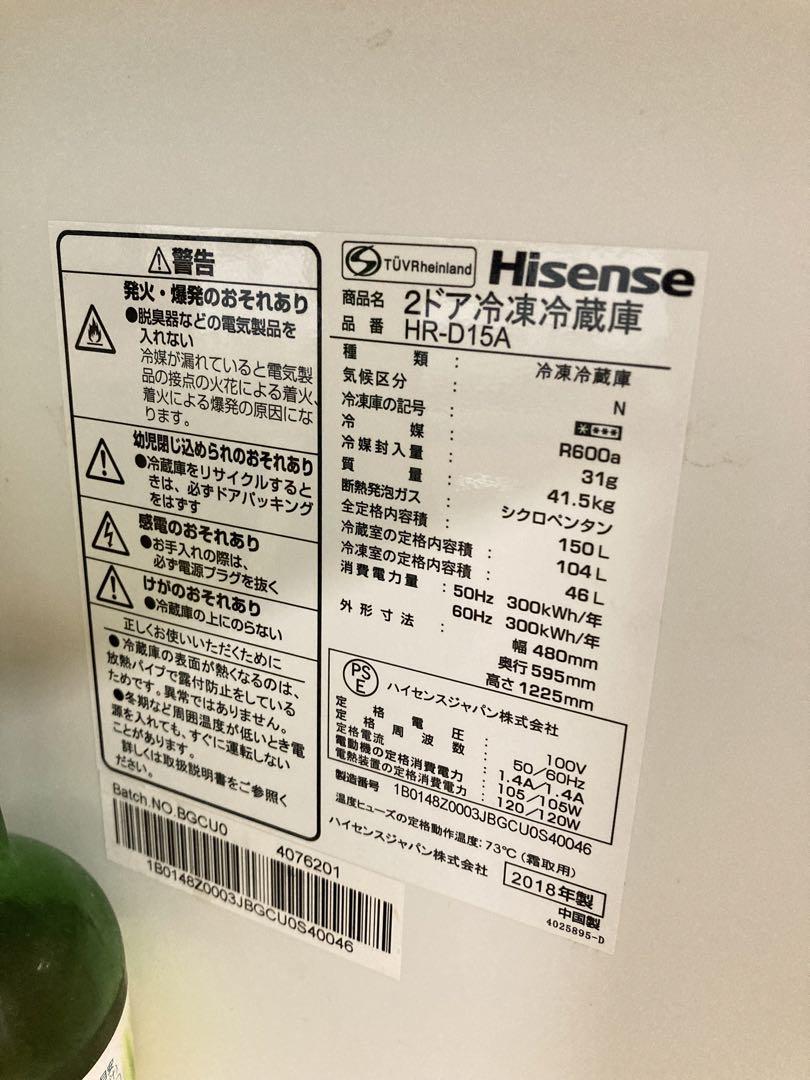 警告
発火・爆発のおそれあり
●脱臭器などの電気製品を
入れない
冷媒が漏れていると電気製
品の接点の火花による着火、
着火による爆発の原因にな
ります。
幼児閉じ込められのおそれあり
●冷蔵庫をリサイクルすると
きは、必ずドアパッキング
をはずす
感電のおそれあり
●お手入れの際は、
必ず電源プラグを抜く
けがのおそれあり
●冷蔵庫の上にのらない
正しくお使いいただくために
●冷蔵庫の表面が熱くなるのは、
放熱パイプで露付防止をしている
ためです。異常ではありません。
●冬期など周囲温度が低いとき電
源を入れても、すぐに運転しない
ことがあります。
詳しくは取扱説明書をご参照く
ださい。
Batch.NO.BGCU0
4076201
1B0148Z0003JBGCU0S40046
TÜVRheinland
Hisense
商品名 2ドア冷凍冷蔵庫
品番 HR-D15A
種類: 冷凍冷蔵庫
気候区分: N
冷凍庫の記号: ****
冷媒: R600a
冷媒封入量: 31g
質量: 41.5kg
断熱発泡ガス: シクロペンタン
全定格内容積: 150L
冷蔵室の定格内容積: 104L
冷凍室の定格内容積: 46L
消費電力量: 50Hz 300kWh/年
60Hz 300kWh/年
外形寸法: 幅 480mm
奥行 595mm
高さ 1225mm
PSE
ハイセンスジャパン株式会社
定格電圧: 100V
定格周波数: 50/60Hz
定格電流: 1.4A/1.4A
電動機の定格消費電力: 105/105W
電熱装置の定格消費電力: 120/120W
製造番号 1B0148Z0003JBGCU0S40046
温度ヒューズの定格動作温度:73℃(霜取用)
ハイセンスジャパン株式会社
2018年製
中国製
4025895-D